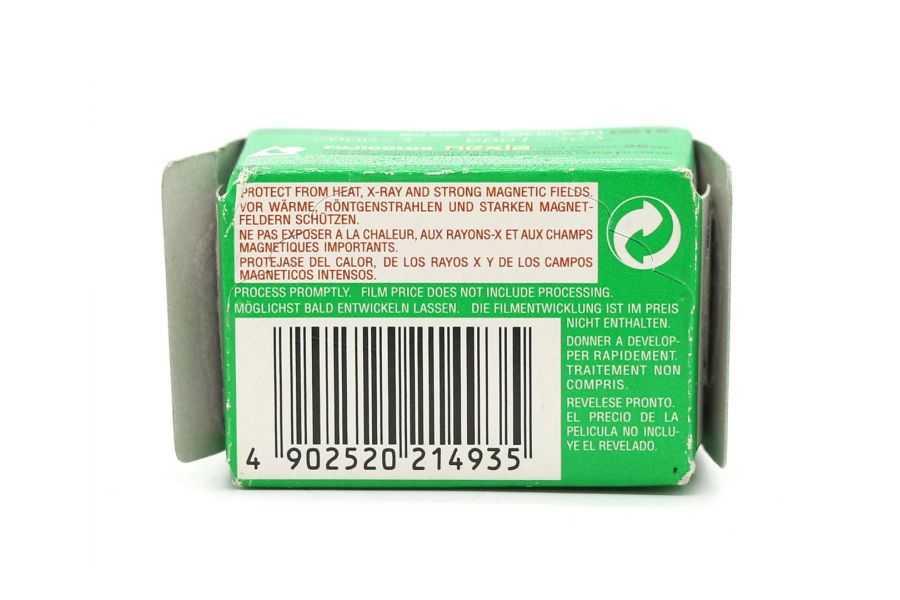 FUJICOLOR nexia
PROTECT FROM HEAT, X-RAY AND STRONG MAGNETIC FIELDS.
VOR WÄRME, RÖNTGENSTRAHLEN UND STARKEN MAGNET-
FELDERN SCHÜTZEN.
NE PAS EXPOSER A LA CHALEUR, AUX RAYONS-X ET AUX CHAMPS
MAGNETIQUES IMPORTANTS.
PROTEJASE DEL CALOR, DE LOS RAYOS X Y DE LOS CAMPOS
MAGNETICOS INTENSOS.
PROCESS PROMPTLY. FILM PRICE DOES NOT INCLUDE PROCESSING.
MÖGLICHST BALD ENTWICKELN LASSEN. DIE FILMENTWICKLUNG IST IM PREIS
NICHT ENTHALTEN.
DONNER A DEVELOP-
PER RAPIDEMENT.
TRAITEMENT NON
COMPRIS.
REVELESE PRONTO.
EL PRECIO DE LA
PELICULA NO INCLU-
YE EL REVELADO.
4 902520 214935